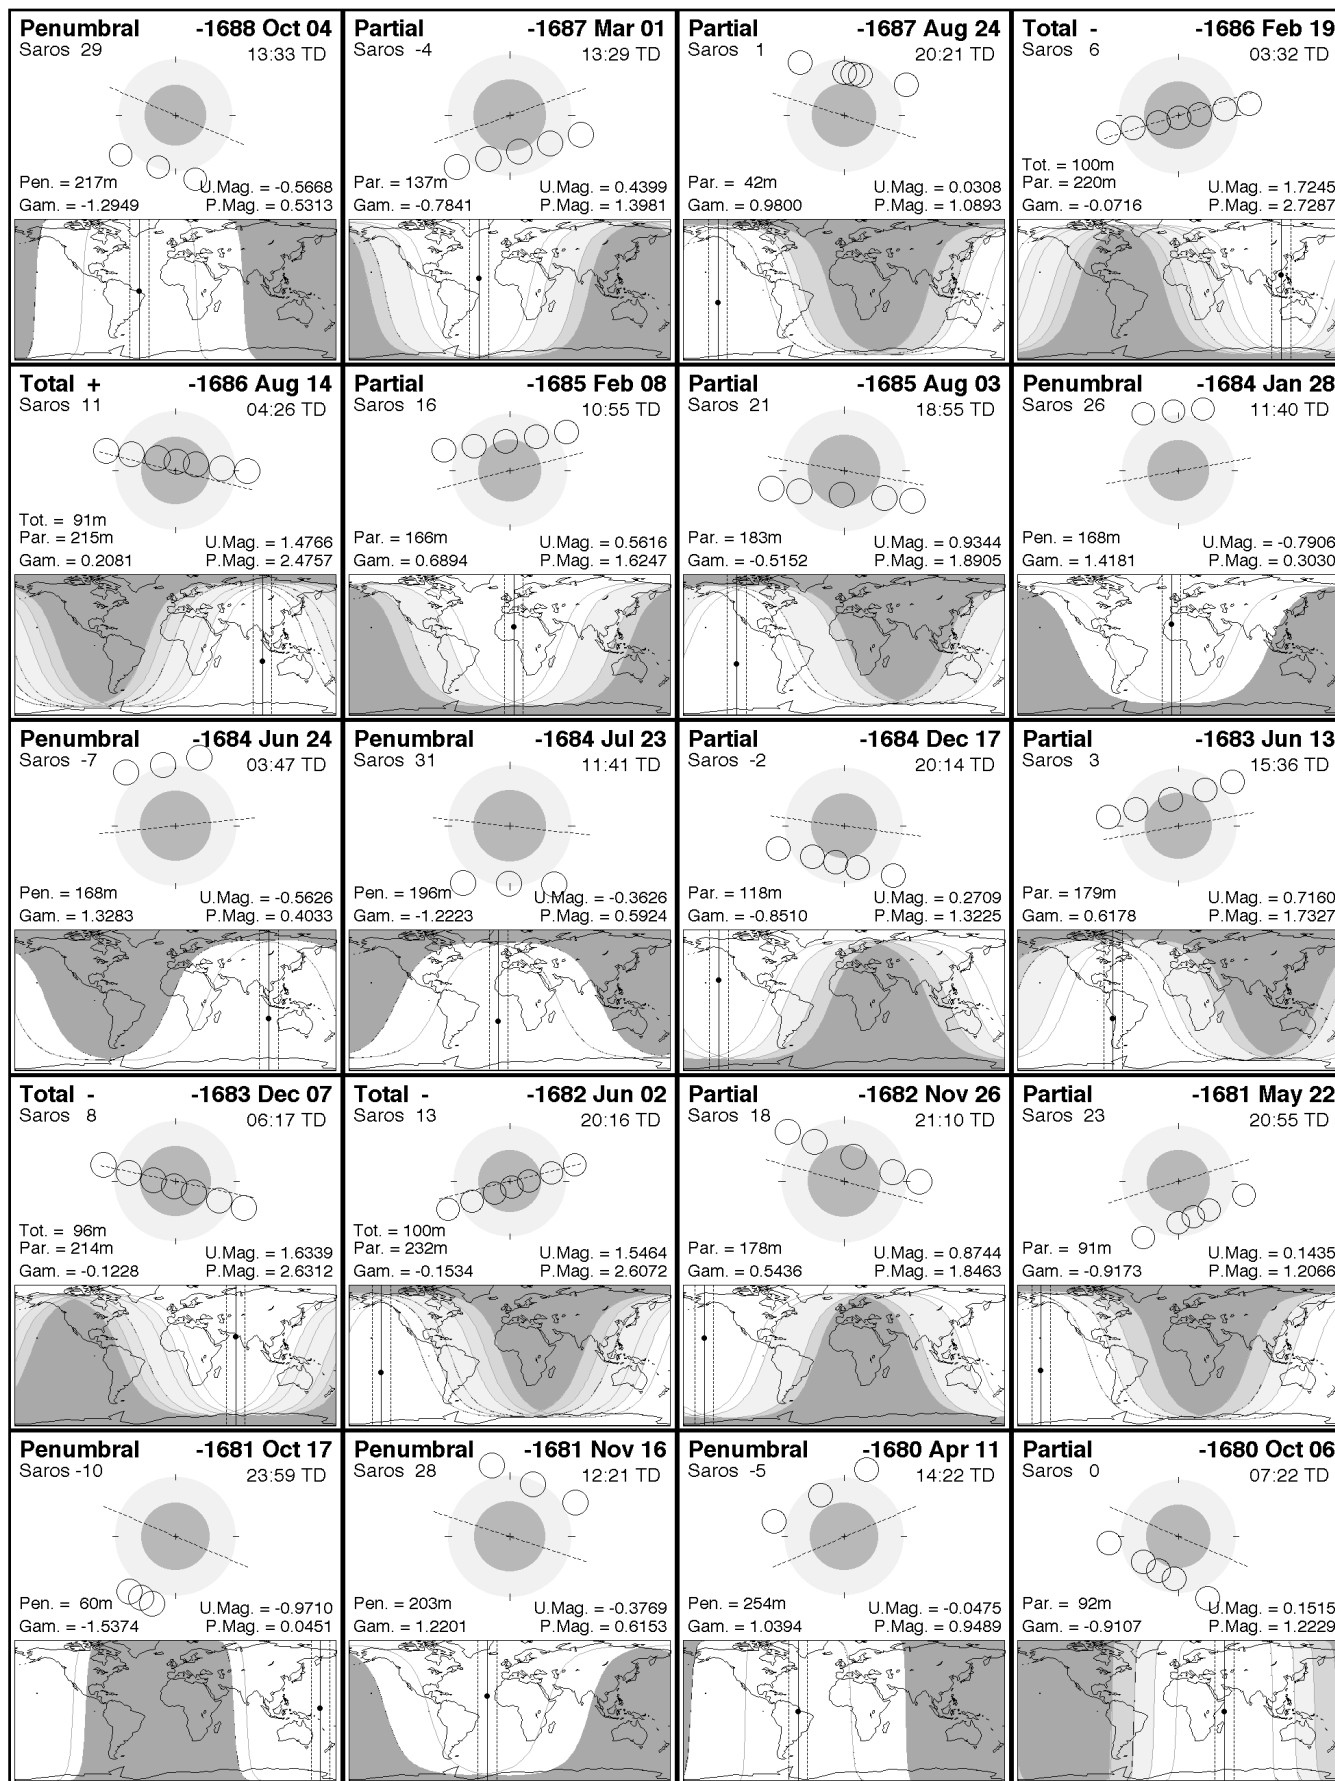 Penumbral -1688 Oct 04
Saros 29 13:33 TD
Pen. = 217m U.Mag. = -0.5668
Gam. = -1.2949 P.Mag. = 0.5313
Partial -1687 Mar 01
Saros -4 13:29 TD
Par. = 137m U.Mag. = 0.4399
Gam. = -0.7841 P.Mag. = 1.3981
Partial -1687 Aug 24
Saros 1 20:21 TD
Par. = 42m U.Mag. = 0.0308
Gam. = 0.9800 P.Mag. = 1.0893
Total - -1686 Feb 19
Saros 6 03:32 TD
Tot. = 100m
Par. = 220m U.Mag. = 1.7245
Gam. = -0.0716 P.Mag. = 2.7287
Total + -1686 Aug 14
Saros 11 04:26 TD
Tot. = 91m
Par. = 215m U.Mag. = 1.4766
Gam. = 0.2081 P.Mag. = 2.4757
Partial -1685 Feb 08
Saros 16 10:55 TD
Par. = 166m U.Mag. = 0.5616
Gam. = 0.6894 P.Mag. = 1.6247
Partial -1685 Aug 03
Saros 21 18:55 TD
Par. = 183m U.Mag. = 0.9344
Gam. = -0.5152 P.Mag. = 1.8905
Penumbral -1684 Jan 28
Saros 26 11:40 TD
Pen. = 168m U.Mag. = -0.7906
Gam. = 1.4181 P.Mag. = 0.3030
Penumbral -1684 Jun 24
Saros -7 03:47 TD
Pen. = 168m U.Mag. = -0.5626
Gam. = 1.3283 P.Mag. = 0.4033
Penumbral -1684 Jul 23
Saros 31 11:41 TD
Pen. = 196m U.Mag. = -0.3626
Gam. = -1.2223 P.Mag. = 0.5924
Partial -1684 Dec 17
Saros -2 20:14 TD
Par. = 118m U.Mag. = 0.2709
Gam. = -0.8510 P.Mag. = 1.3225
Partial -1683 Jun 13
Saros 3 15:36 TD
Par. = 179m U.Mag. = 0.7160
Gam. = 0.6178 P.Mag. = 1.7327
Total - -1683 Dec 07
Saros 8 06:17 TD
Tot. = 96m
Par. = 214m U.Mag. = 1.6339
Gam. = -0.1228 P.Mag. = 2.6312
Total - -1682 Jun 02
Saros 13 20:16 TD
Tot. = 100m
Par. = 232m U.Mag. = 1.5464
Gam. = -0.1534 P.Mag. = 2.6072
Partial -1682 Nov 26
Saros 18 21:10 TD
Par. = 178m U.Mag. = 0.8744
Gam. = 0.5436 P.Mag. = 1.8463
Partial -1681 May 22
Saros 23 20:55 TD
Par. = 91m U.Mag. = 0.1435
Gam. = -0.9173 P.Mag. = 1.2066
Penumbral -1681 Oct 17
Saros -10 23:59 TD
Pen. = 60m U.Mag. = -0.9710
Gam. = -1.5374 P.Mag. = 0.0451
Penumbral -1681 Nov 16
Saros 28 12:21 TD
Pen. = 203m U.Mag. = -0.3769
Gam. = 1.2201 P.Mag. = 0.6153
Penumbral -1680 Apr 11
Saros -5 14:22 TD
Pen. = 254m U.Mag. = -0.0475
Gam. = 1.0394 P.Mag. = 0.9489
Partial -1680 Oct 06
Saros 0 07:22 TD
Par. = 92m U.Mag. = 0.1515
Gam. = -0.9107 P.Mag. = 1.2229